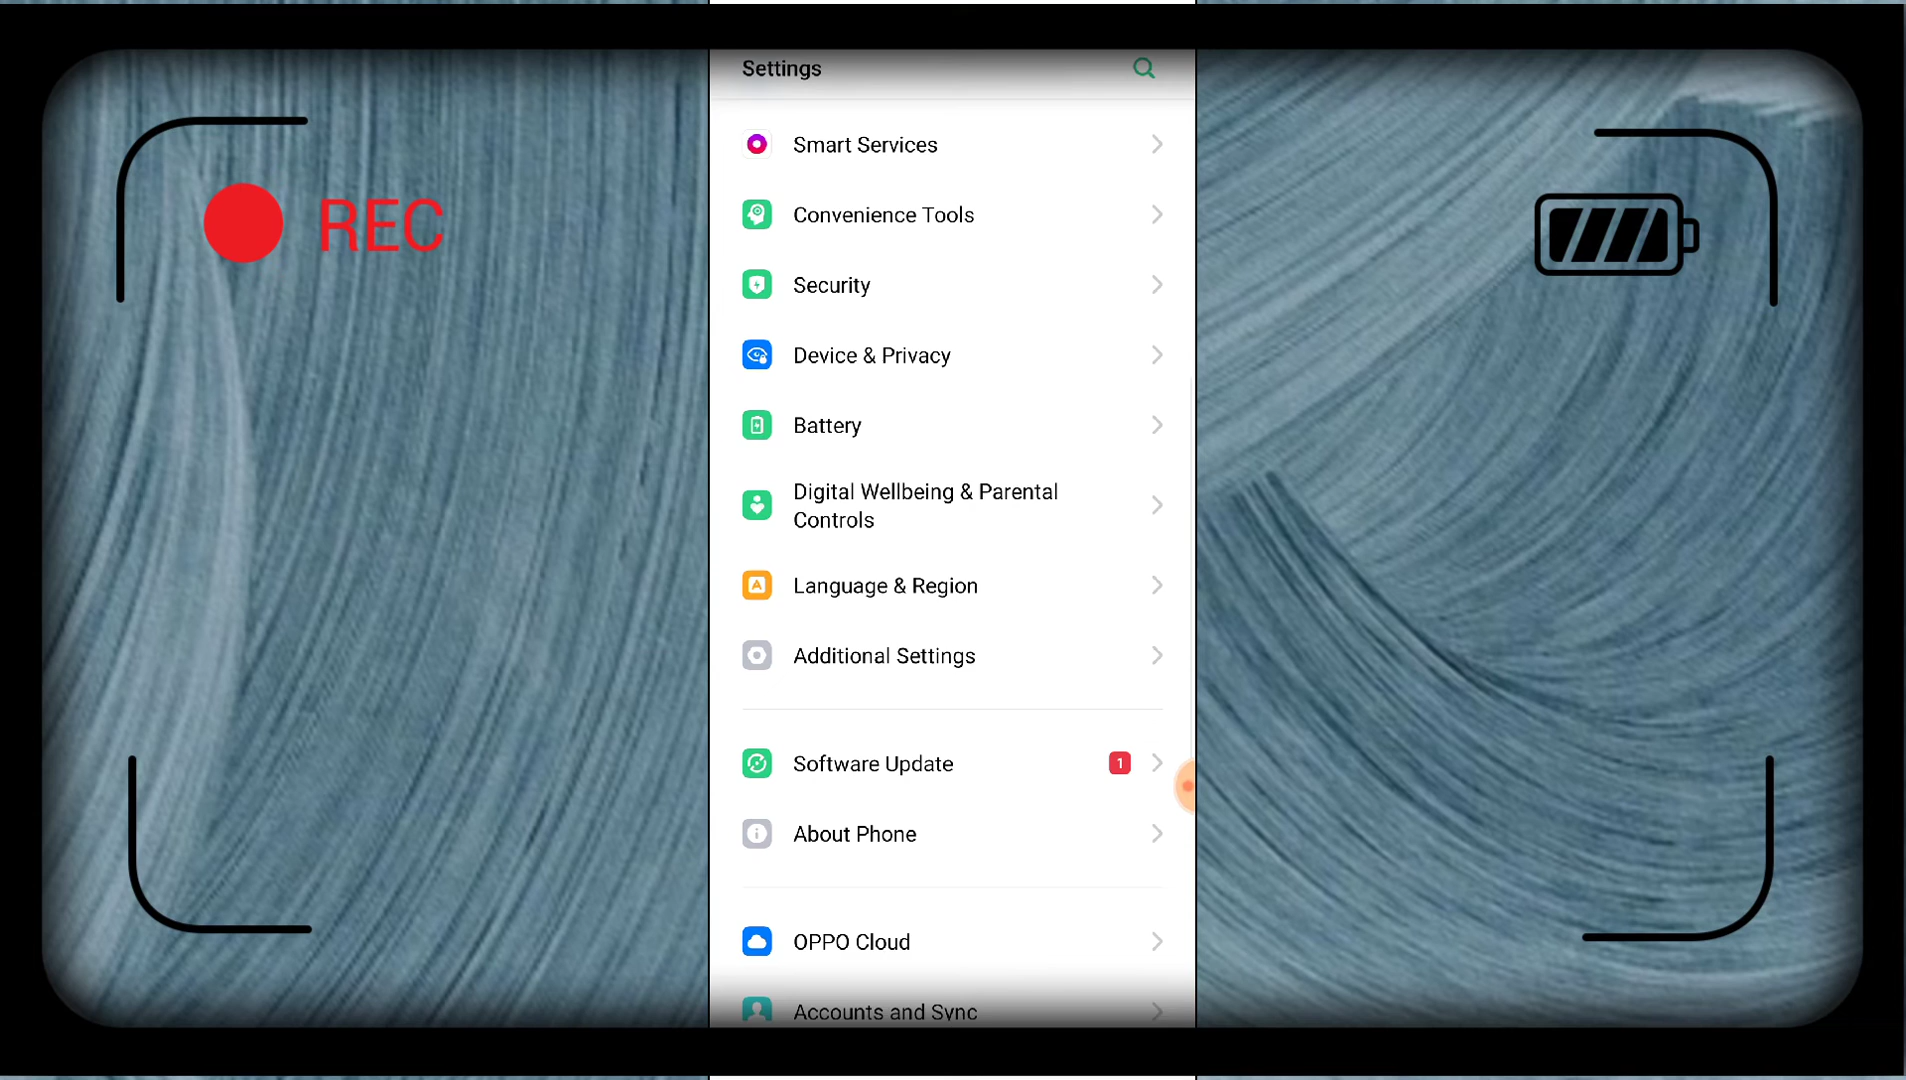 Settings
REC
Smart Services
Convenience Tools
Security
Device & Privacy
Battery
Digital Wellbeing & Parental
Controls
Language & Region
Additional Settings
Software Update 1
About Phone
OPPO Cloud
Accounts and Sync